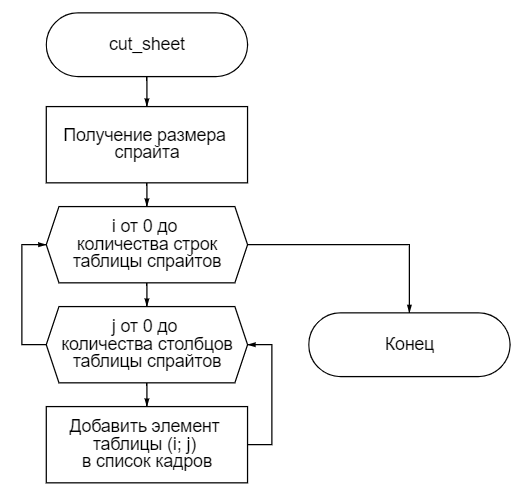 cut_sheet
Получение размера
спрайта
i от 0 до
количества строк
таблицы спрайтов
j от 0 до
количества столбцов
таблицы спрайтов
Конец
Добавить элемент
таблицы (i; j)
в список кадров